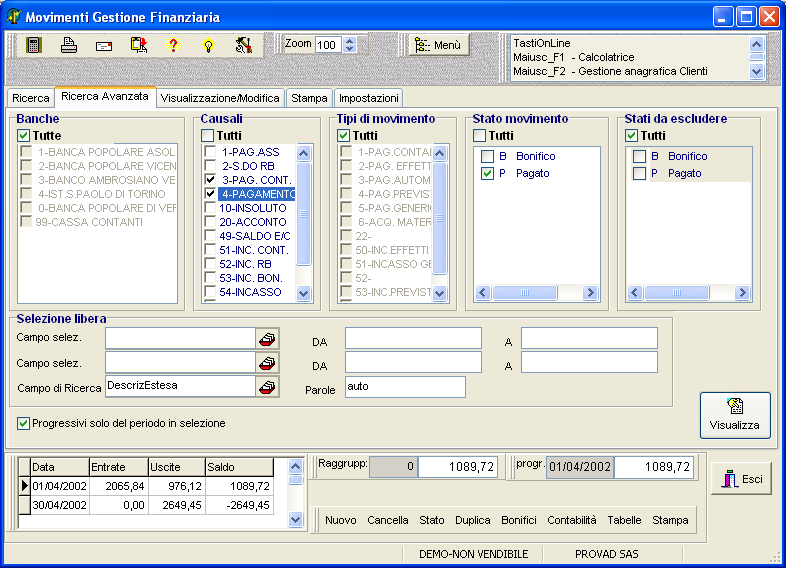 Movimenti Gestione Finanziaria
Zoom 100
Menù
TastiOnLine
Maiusc_F1 - Calcolatrice
Maiusc_F2 - Gestione anagrafica Clienti
Ricerca
Ricerca Avanzata
Visualizzazione/Modifica
Stampa
Impostazioni
Banche
Tutte
1-BANCA POPOLARE ASOL
2-BANCA POPOLARE VICEN
3-BANCO AMBROSIANO VE
4-IST.S.PAOLO DI TORINO
0-BANCA POPOLARE DI VER
99-CASSA CONTANTI
Causali
Tutti
1-PAG.ASS
2-S.DO RB
3-PAG. CONT.
4-PAGAMENTO
10-INSOLUTO
20-ACCONTO
49-SALDO E/C
51-INC. CONT.
52-INC. RB
53-INC. BON.
54-INCASSO
Tipi di movimento
Tutti
1-PAG.CONTAI
2-PAG. EFFETT
3-PAG.AUTOM
4-PAG.PREVIST
5-PAG.GENERIC
6-ACQ. MATER
22-
50-INC.EFFETTI
51-INCASSO GE
52-
53-INC.PREVIST
Stato movimento
Tutti
B Bonifico
P Pagato
Stati da escludere
Tutti
B Bonifico
P Pagato
Selezione libera
Campo selez. DA A
Campo selez. DA A
Campo di Ricerca DescrizEstesa Parole auto
Progressivi solo del periodo in selezione
Visualizza
Data Entrate Uscite Saldo
01/04/2002 2065,84 976,12 1089,72
30/04/2002 0,00 2649,45 -2649,45
Raggrupp: 0 1089,72
progr. 01/04/2002 1089,72
Esci
Nuovo Cancella Stato Duplica Bonifici Contabilità Tabelle Stampa
DEMO-NON VENDIBILE PROVAD SAS